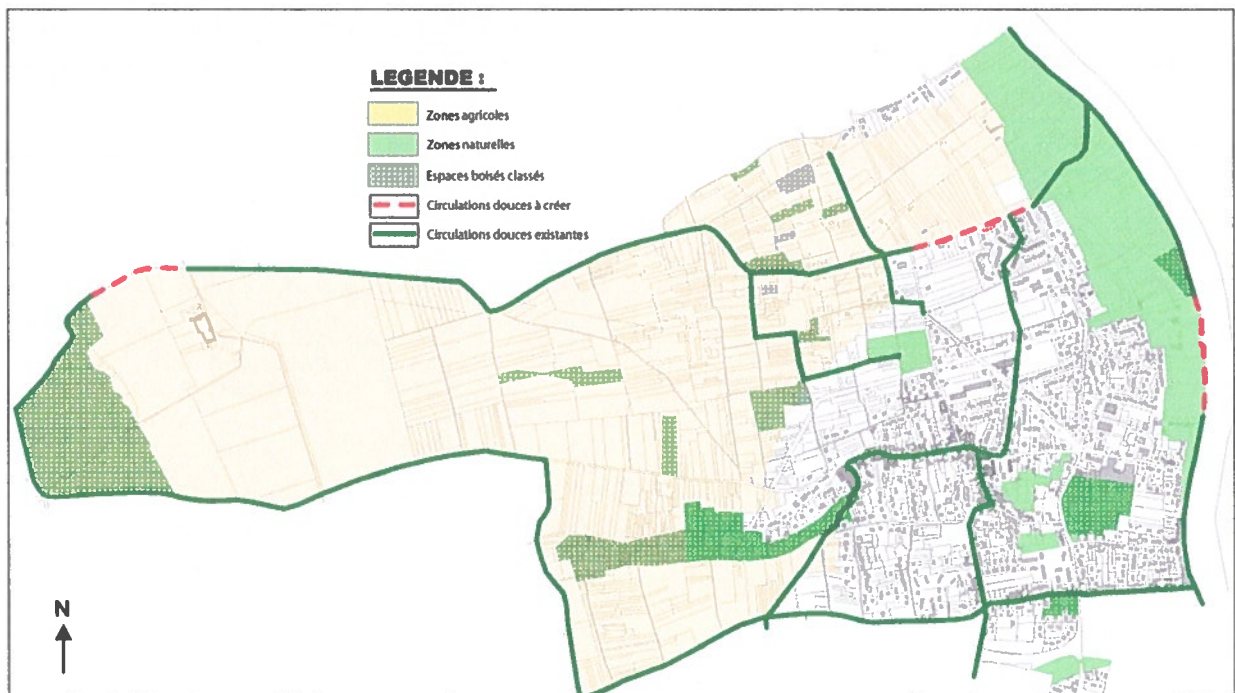 LEGENDE :
Zones agricoles
Zones naturelles
Espaces boisés classés
Circulations douces à créer
Circulations douces existantes
N